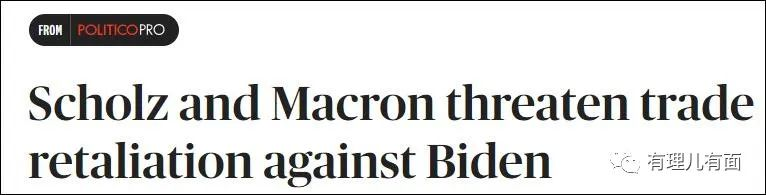 FROM POLITICOPRO
Scholz and Macron threaten trade
retaliation against Biden
有理儿有面